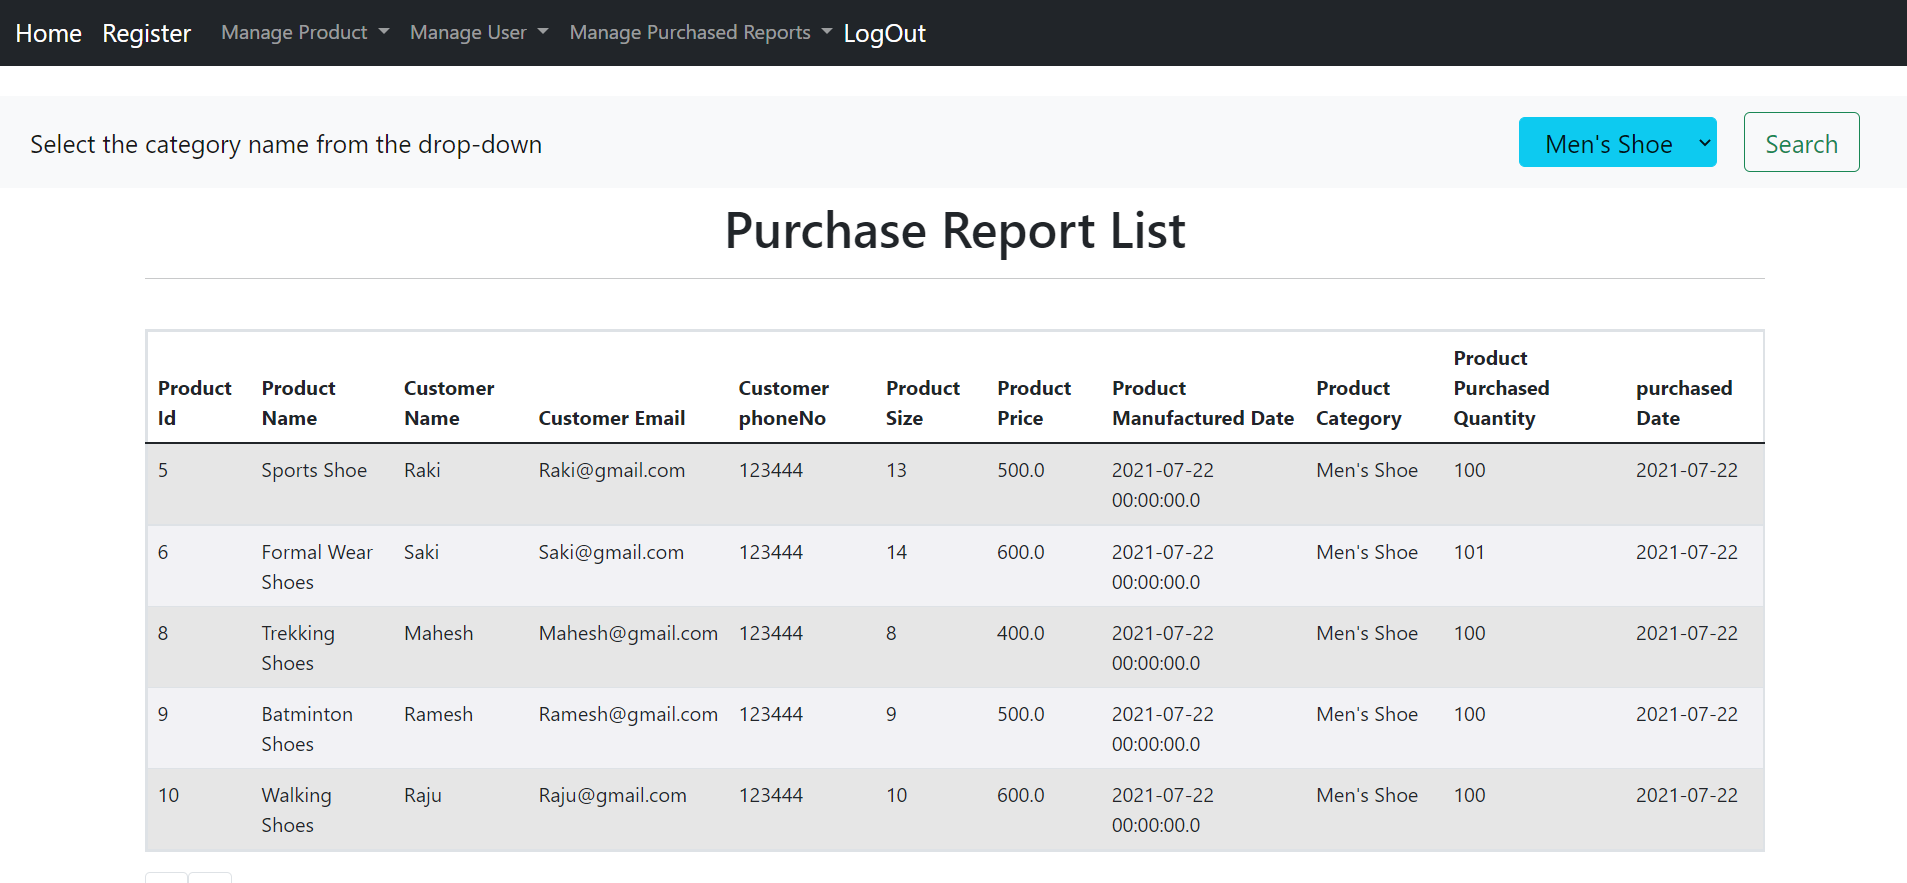 Home Register Manage Product Manage User Manage Purchased Reports LogOut
Select the category name from the drop-down Men's Shoe Search
Purchase Report List
Product Id Product Name Customer Name Customer Email Customer phoneNo Product Size Product Price Product Manufactured Date Product Category Product Purchased Quantity purchased Date
5 Sports Shoe Raki Raki@gmail.com 123444 13 500.0 2021-07-22 00:00:00.0 Men's Shoe 100 2021-07-22
6 Formal Wear Shoes Saki Saki@gmail.com 123444 14 600.0 2021-07-22 00:00:00.0 Men's Shoe 101 2021-07-22
8 Trekking Shoes Mahesh Mahesh@gmail.com 123444 8 400.0 2021-07-22 00:00:00.0 Men's Shoe 100 2021-07-22
9 Batminton Shoes Ramesh Ramesh@gmail.com 123444 9 500.0 2021-07-22 00:00:00.0 Men's Shoe 100 2021-07-22
10 Walking Shoes Raju Raju@gmail.com 123444 10 600.0 2021-07-22 00:00:00.0 Men's Shoe 100 2021-07-22